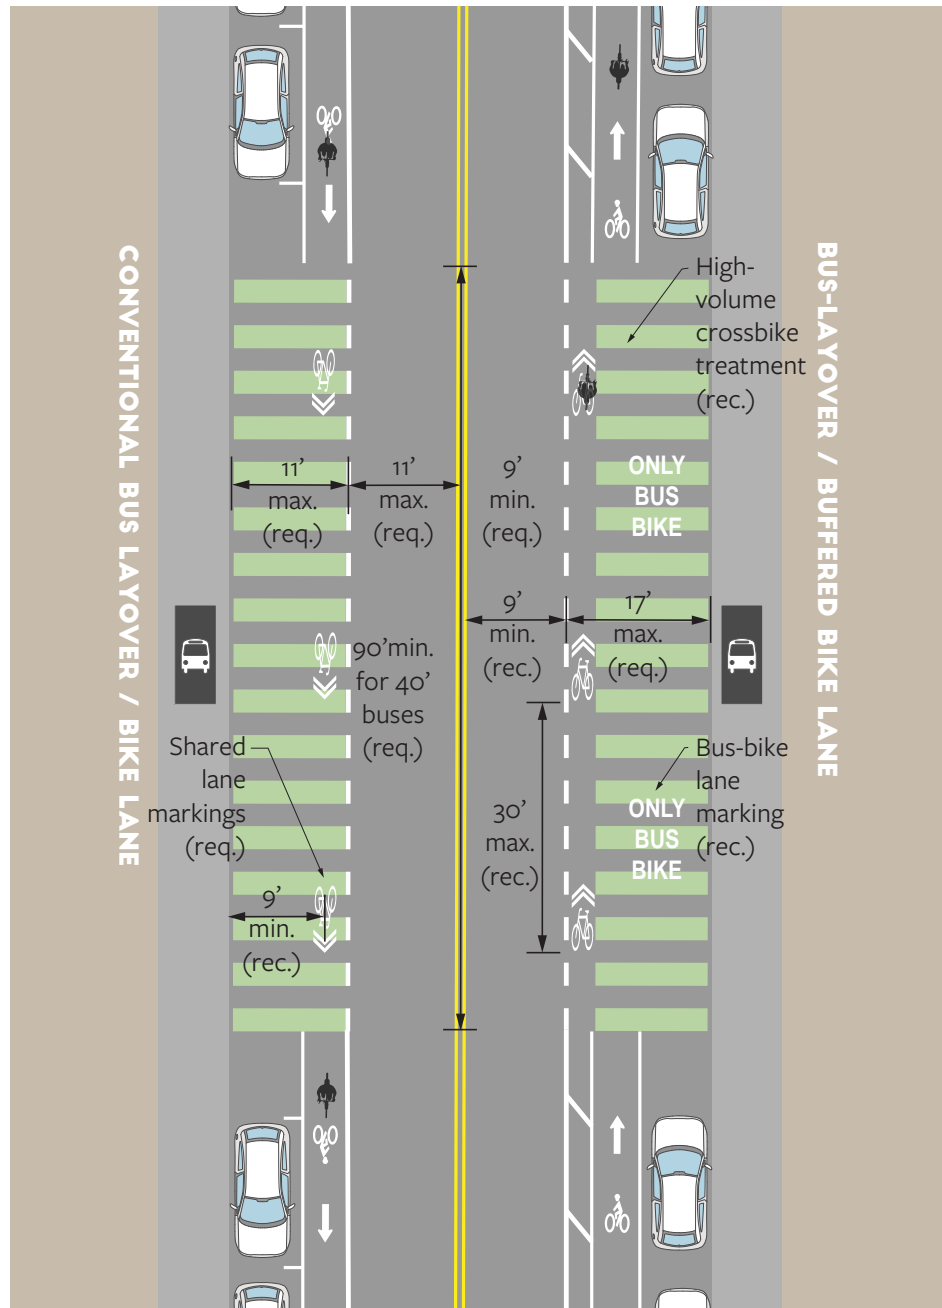 CONVENTIONAL BUS LAYOVER / BIKE LANE
BUS-LAYOVER / BUFFERED BIKE LANE
High-
volume
crossbike
treatment
(rec.)
11’
max.
(req.)
11’
max.
(req.)
9’
min.
(req.)
ONLY
BUS
BIKE
9’
min.
(rec.)
17’
max.
(req.)
90’min.
for 40’
buses
(req.)
Shared
lane
markings
(req.)
Bus-bike
lane
marking
(rec.)
30’
max.
(rec.)
ONLY
BUS
BIKE
9’
min.
(rec.)